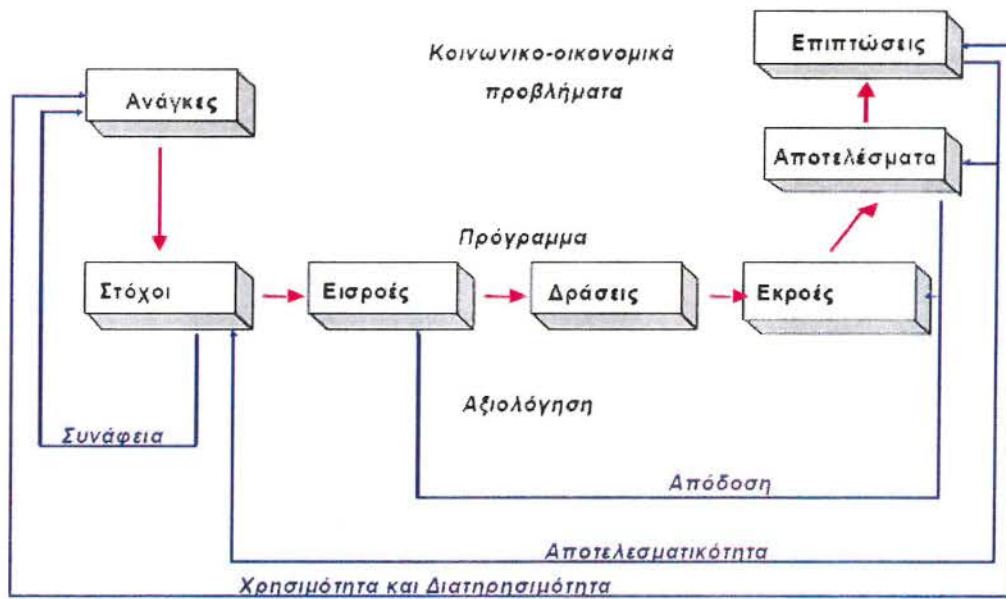 Κοινωνικο-οικονομικά
προβλήματα
Επιπτώσεις
Ανάγκες
Αποτελέσματα
Πρόγραμμα
Στόχοι
Εισροές
Δράσεις
Εκροές
Αξιολόγηση
Συνάφεια
Απόδοση
Αποτελεσματικότητα
Χρησιμότητα και Διατηρησιμότητα